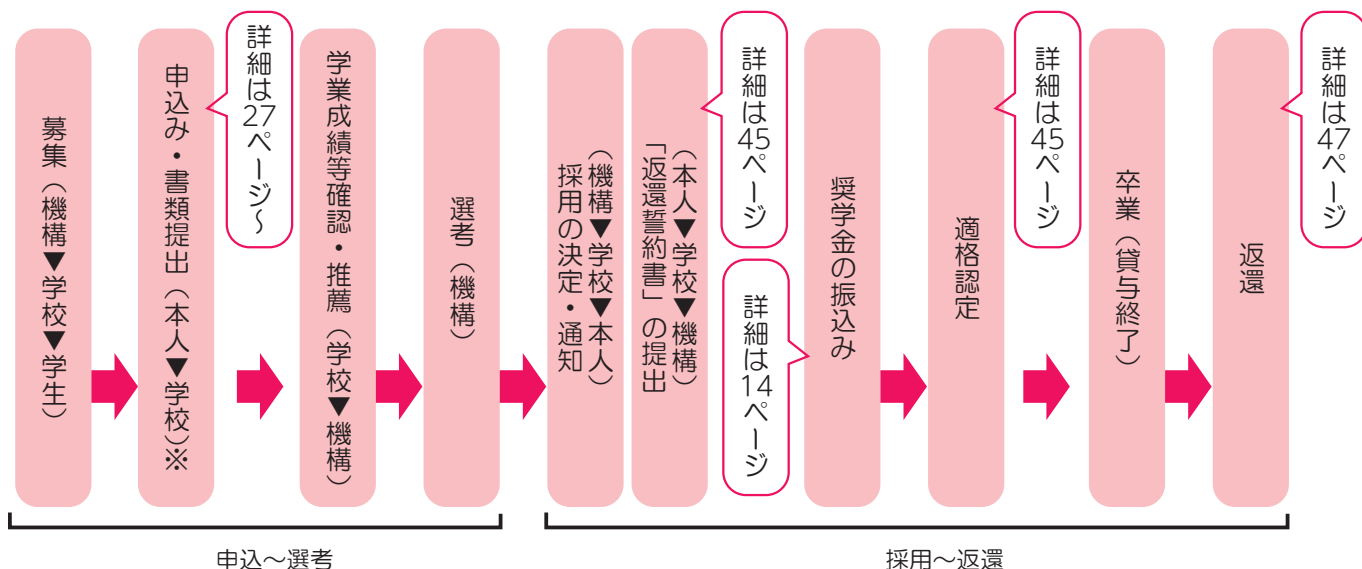 募集（機構▼学校▼学生）
申込み・書類提出（本人▼学校）※
詳細は27ページ～
学業成績等確認・推薦（学校▼機構）
選考（機構）
採用の決定・通知
（機構▼学校▼本人）
「返還誓約書」の提出
（本人▼学校▼機構）
詳細は45ページ
奨学金の振込み
詳細は14ページ
適格認定
詳細は45ページ
卒業（貸与終了）
返還
詳細は47ページ
申込～選考
採用～返還